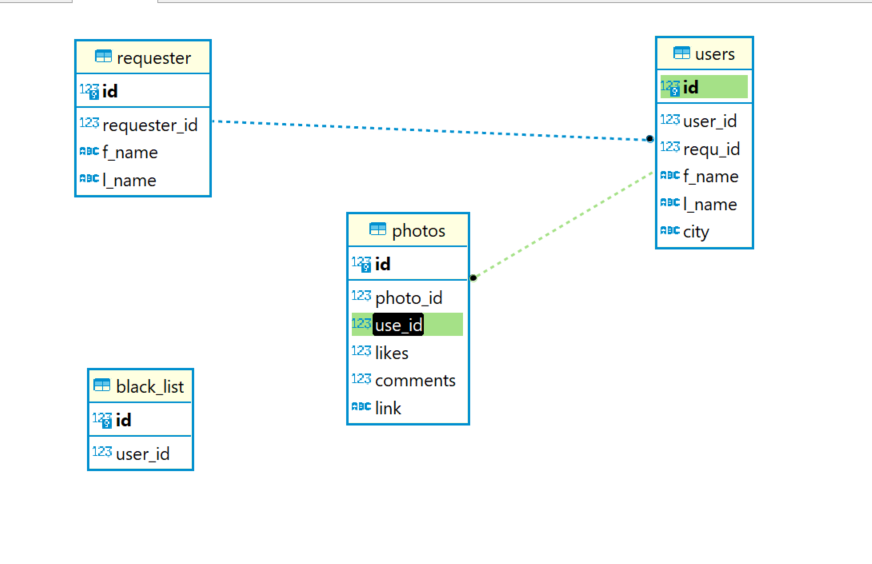 requester
123 id
123 requester_id
ABC f_name
ABC l_name
users
123 id
123 user_id
123 requ_id
ABC f_name
ABC l_name
ABC city
photos
123 id
123 photo_id
123 use_id
123 likes
123 comments
ABC link
black_list
123 id
123 user_id